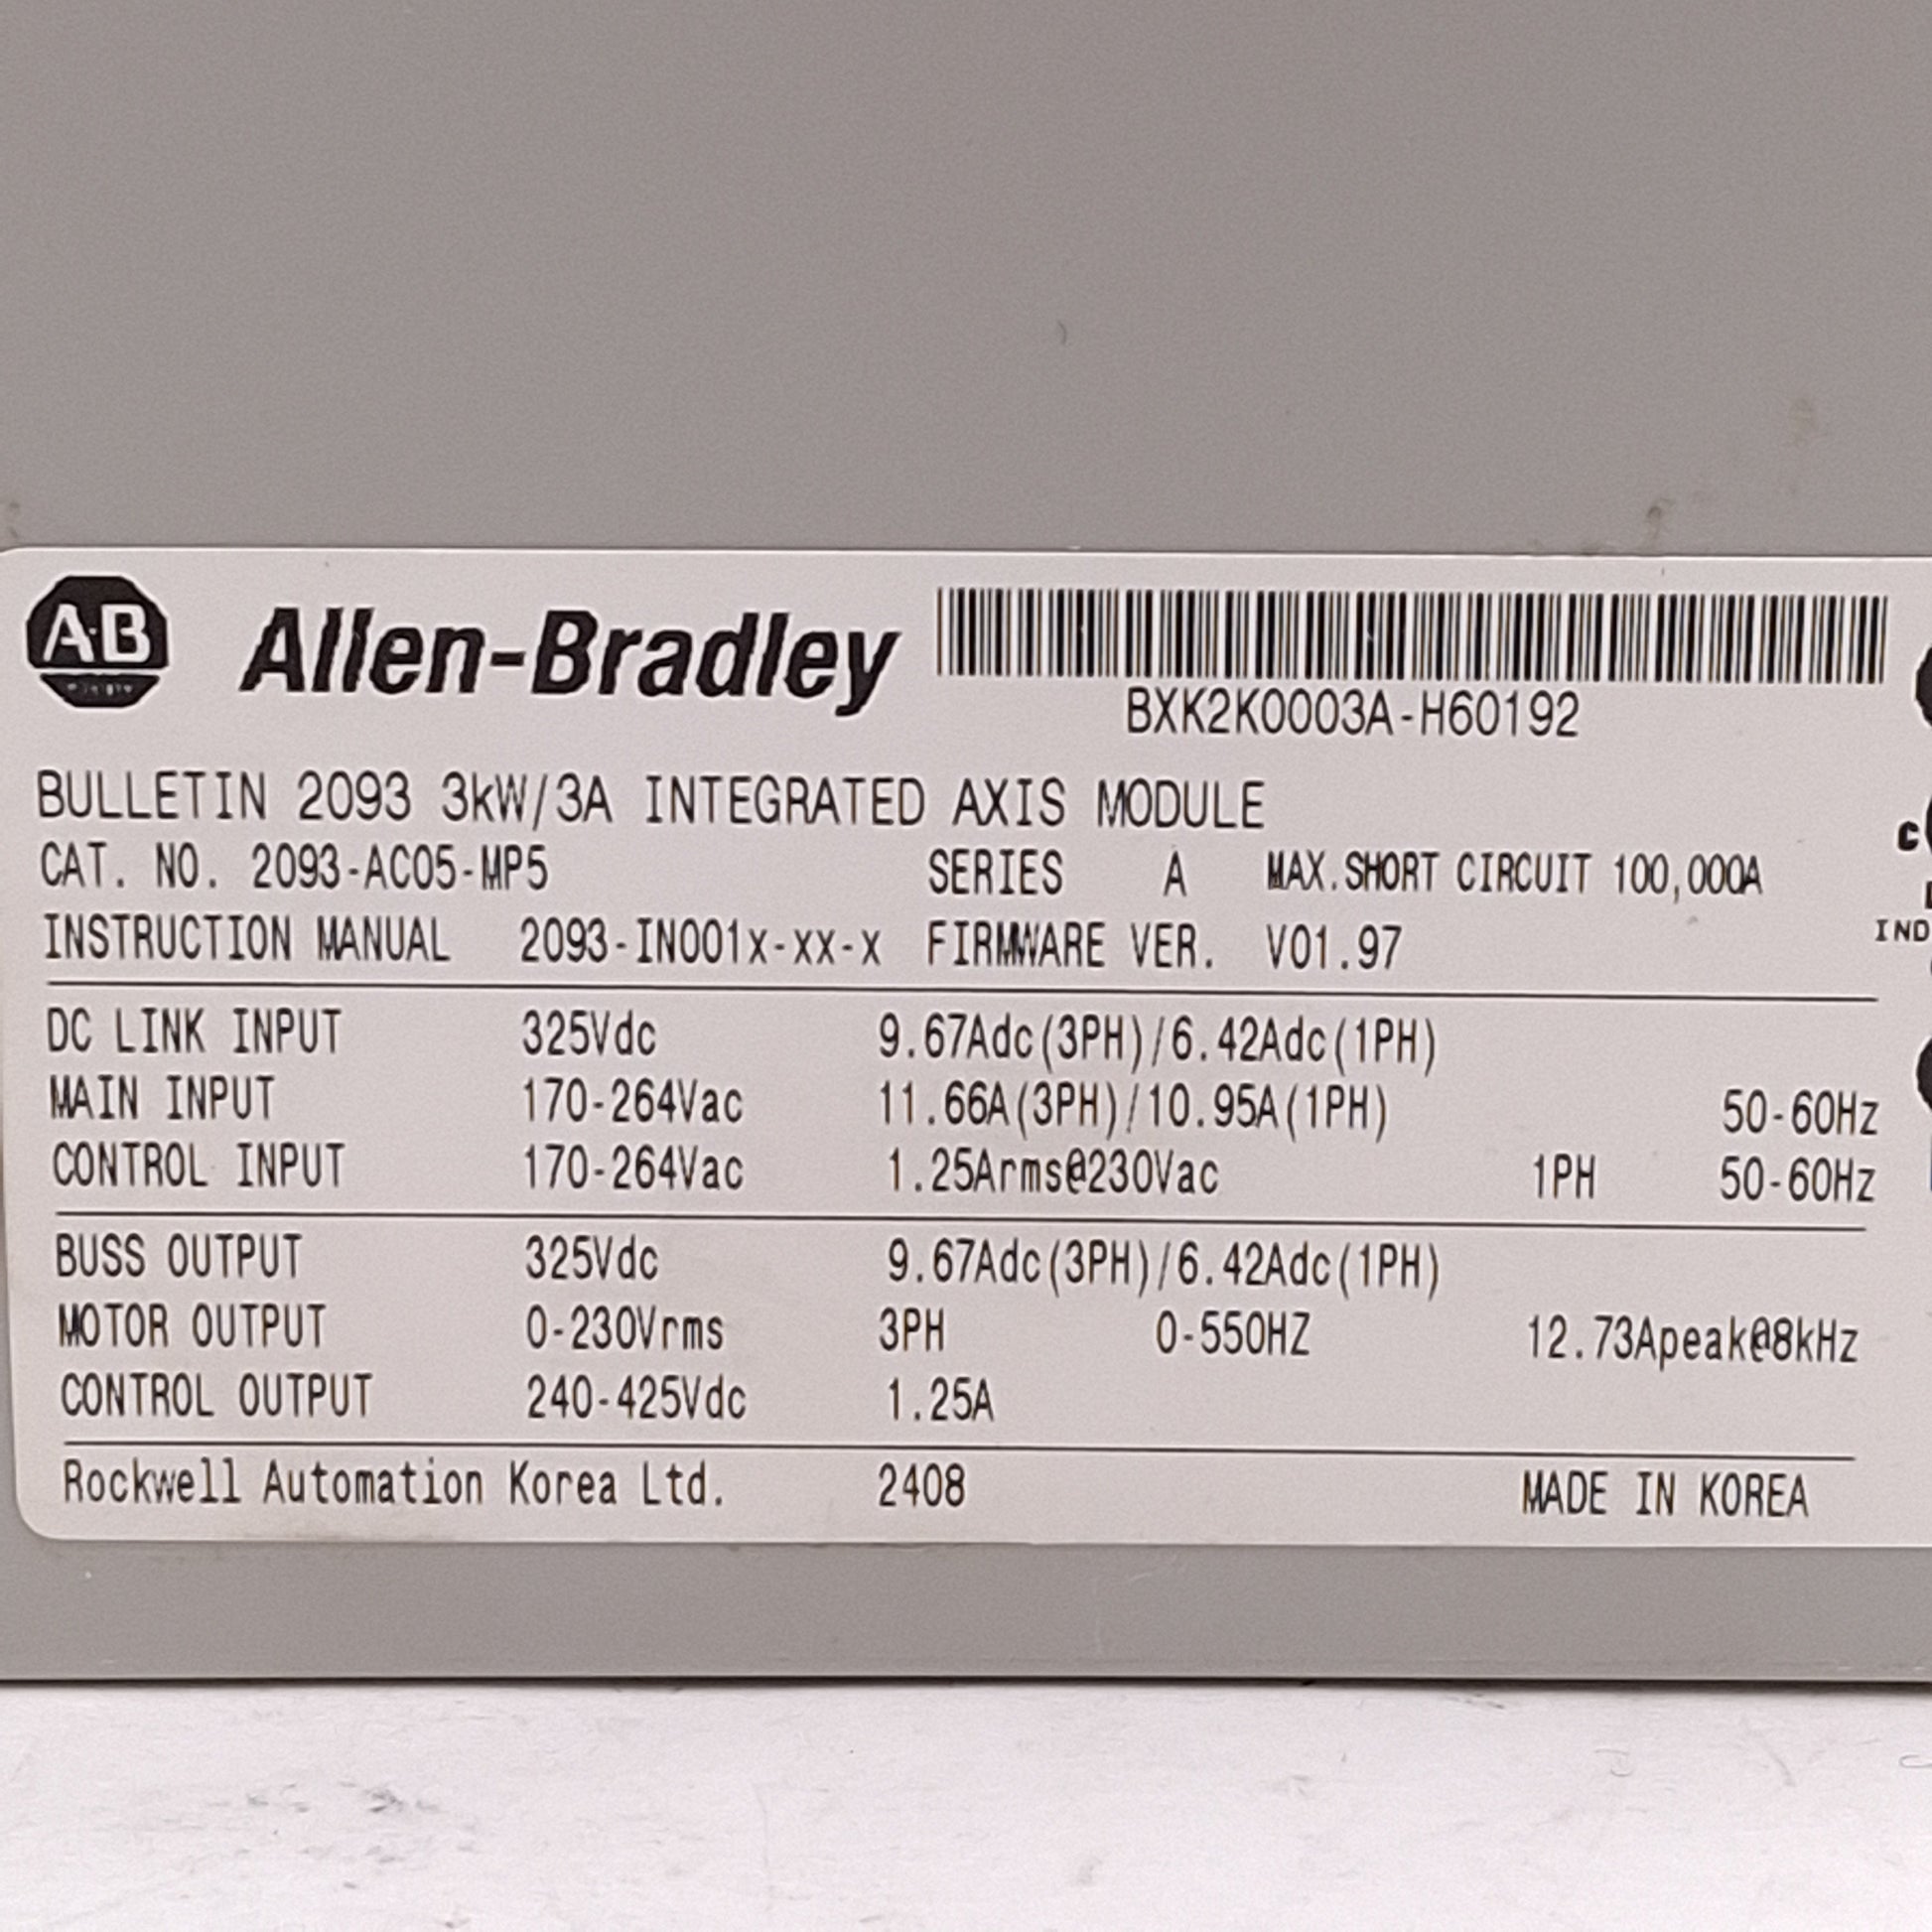 A·B Allen-Bradley
BXK2K0003A-H60192
BULLETIN 2093 3kW/3A INTEGRATED AXIS MODULE
CAT. NO. 2093-AC05-MP5 SERIES A MAX.SHORT CIRCUIT 100,000A
INSTRUCTION MANUAL 2093-IN001x-xx-x FIRMWARE VER. V01.97
DC LINK INPUT 325Vdc 9.67Adc(3PH)/6.42Adc(1PH)
MAIN INPUT 170-264Vac 11.66A(3PH)/10.95A(1PH) 50-60Hz
CONTROL INPUT 170-264Vac 1.25Arms@230Vac 1PH 50-60Hz
BUSS OUTPUT 325Vdc 9.67Adc(3PH)/6.42Adc(1PH)
MOTOR OUTPUT 0-230Vrms 3PH 0-550HZ 12.73Apeak@8kHz
CONTROL OUTPUT 240-425Vdc 1.25A
Rockwell Automation Korea Ltd. 2408 MADE IN KOREA